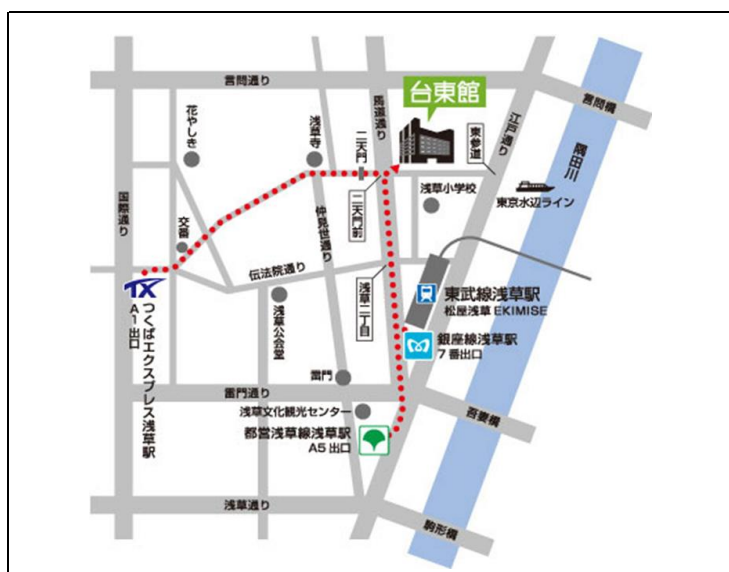 言問通り
台東館
言問橋
花やしき
浅草寺
二天門
馬道通り
東参道
江戸通り
隅田川
国際通り
交番
仲見世通り
二天門前
浅草小学校
東京水辺ライン
伝法院通り
浅草二丁目
TX
つくばエクスプレス浅草駅
A1出口
浅草公会堂
東武線浅草駅
松屋浅草 EKIMISE
銀座線浅草駅
7番出口
雷門
雷門通り
浅草文化観光センター
都営浅草線浅草駅
A5出口
吾妻橋
浅草通り
駒形橋